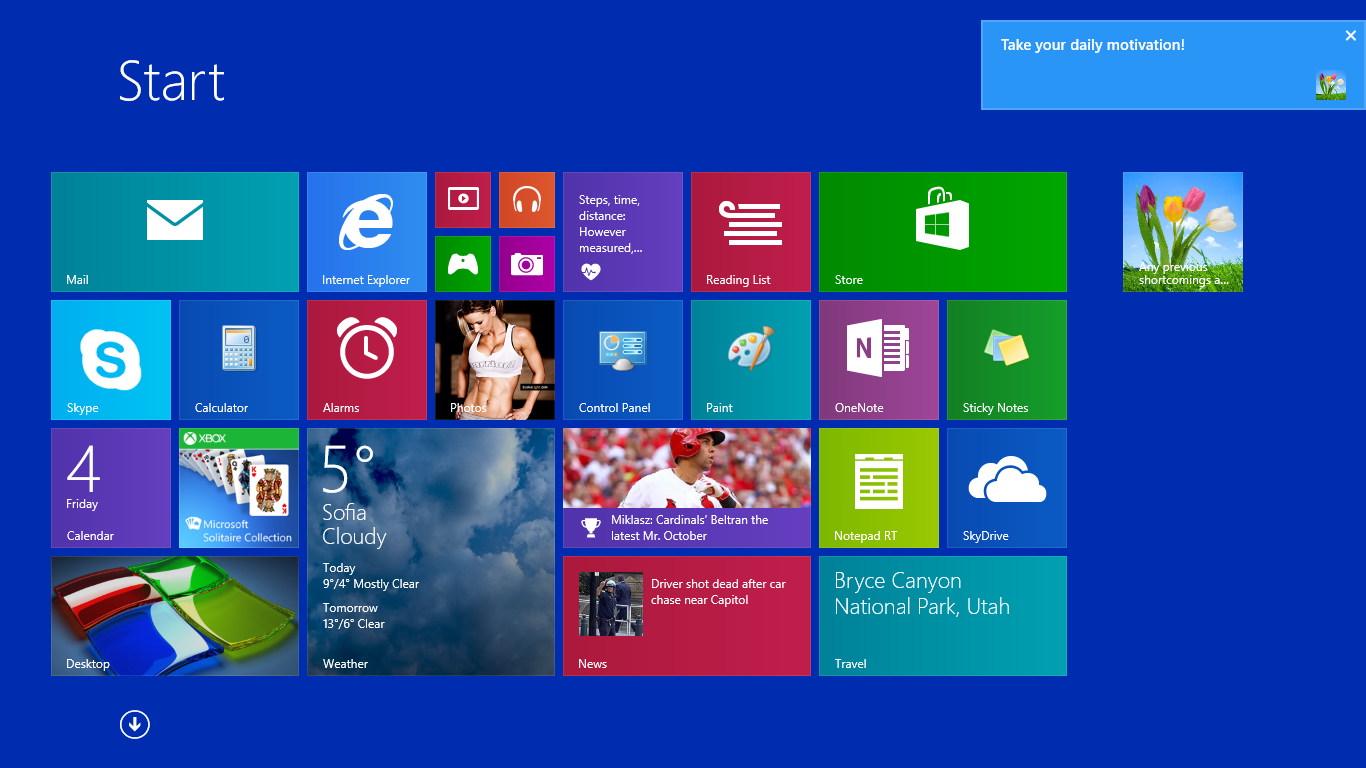 Take your daily motivation!
Start
Steps, time,
distance:
However
measured,...
Mail
Internet Explorer
Reading List
Store
Any previous
shortcomings a...
Skype
Calculator
Alarms
Photos
Control Panel
Paint
N
OneNote
Sticky Notes
4
Friday
Calendar
XBOX
Microsoft
Solitaire Collection
5°
Sofia
Cloudy
Today
9°/4° Mostly Clear
Tomorrow
13°/6° Clear
Weather
Miklasz: Cardinals' Beltran the
latest Mr. October
Notepad RT
SkyDrive
Desktop
Driver shot dead after car
chase near Capitol
News
Bryce Canyon
National Park, Utah
Travel